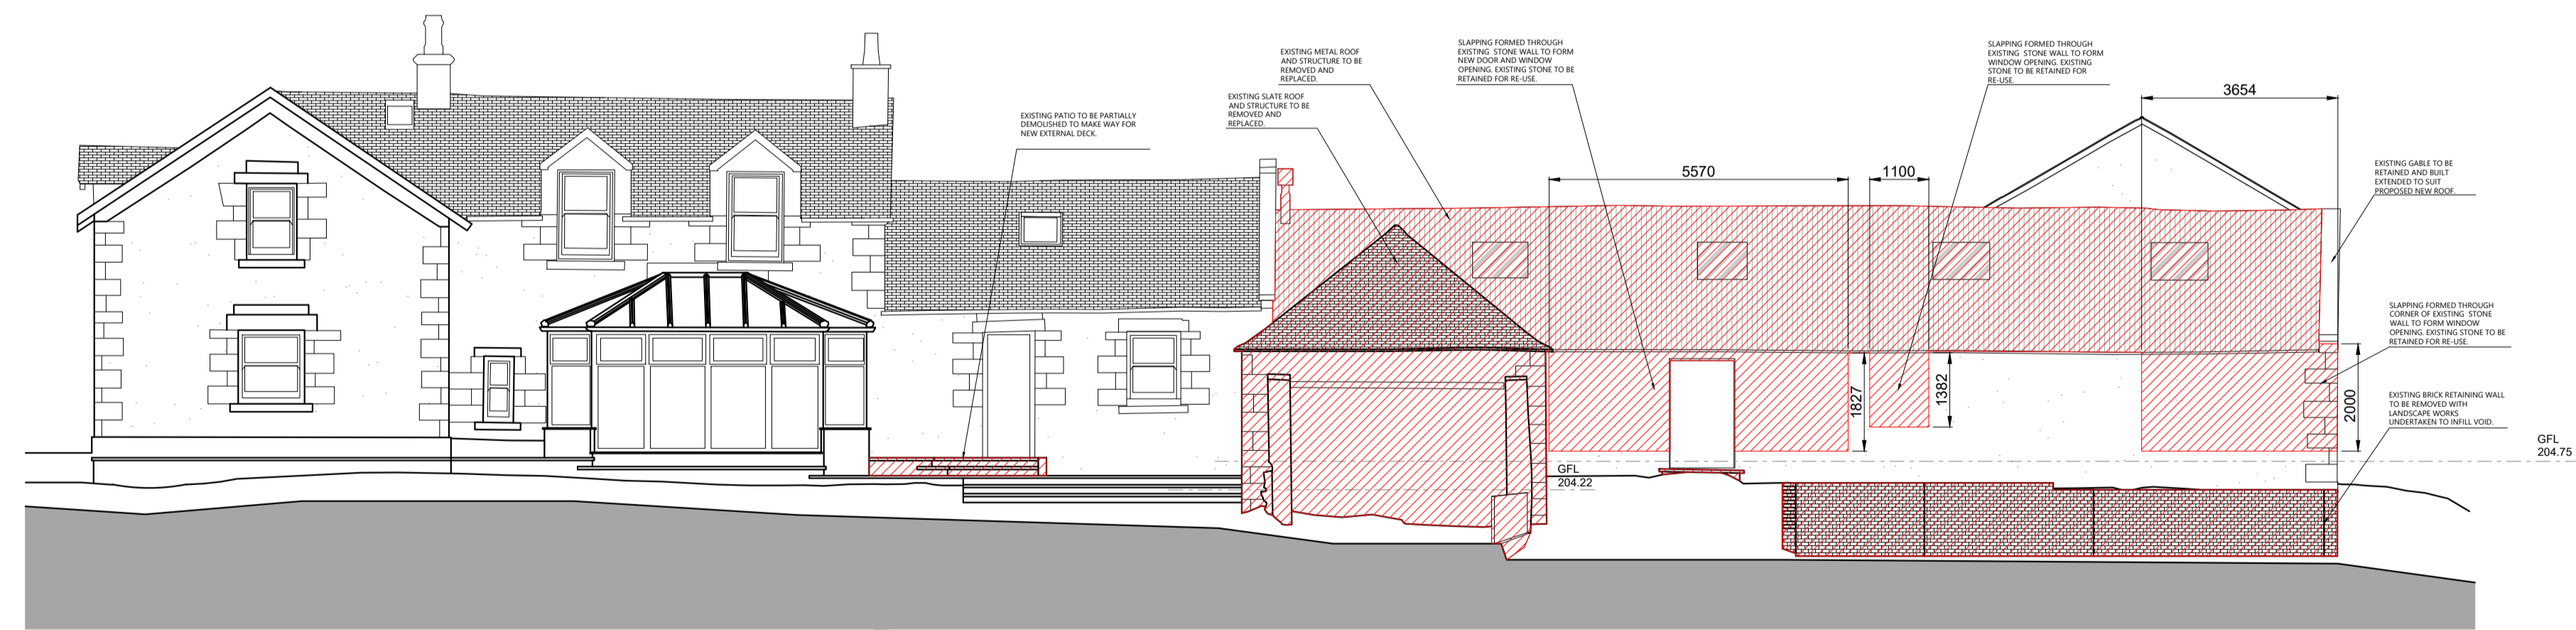 EXISTING PATIO TO BE PARTIALLY
DEMOLISHED TO MAKE WAY FOR
NEW EXTERNAL DECK.
EXISTING SLATE ROOF
AND STRUCTURE TO BE
REMOVED AND
REPLACED.
EXISTING METAL ROOF
AND STRUCTURE TO BE
REMOVED AND
REPLACED.
SLAPPING FORMED THROUGH
EXISTING STONE WALL TO FORM
NEW DOOR AND WINDOW
OPENING. EXISTING STONE TO BE
RETAINED FOR RE-USE.
SLAPPING FORMED THROUGH
EXISTING STONE WALL TO FORM
WINDOW OPENING. EXISTING
STONE TO BE RETAINED FOR
RE-USE.
3654
5570
1100
EXISTING GABLE TO BE
RETAINED AND BUILT
EXTENDED TO SUIT
PROPOSED NEW ROOF.
SLAPPING FORMED THROUGH
CORNER OF EXISTING STONE
WALL TO FORM WINDOW
OPENING. EXISTING STONE TO BE
RETAINED FOR RE-USE.
1827
1382
2000
EXISTING BRICK RETAINING WALL
TO BE REMOVED WITH
LANDSCAPE WORKS
UNDERTAKEN TO INFILL VOID.
GFL
204.75
GFL
204.22